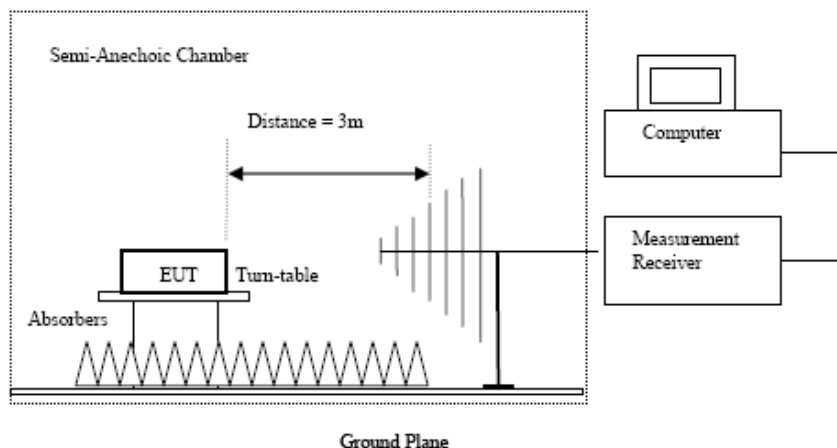 Semi-Anechoic Chamber
Distance = 3m
Computer
Measurement
Receiver
EUT
Turn-table
Absorbers
Ground Plane